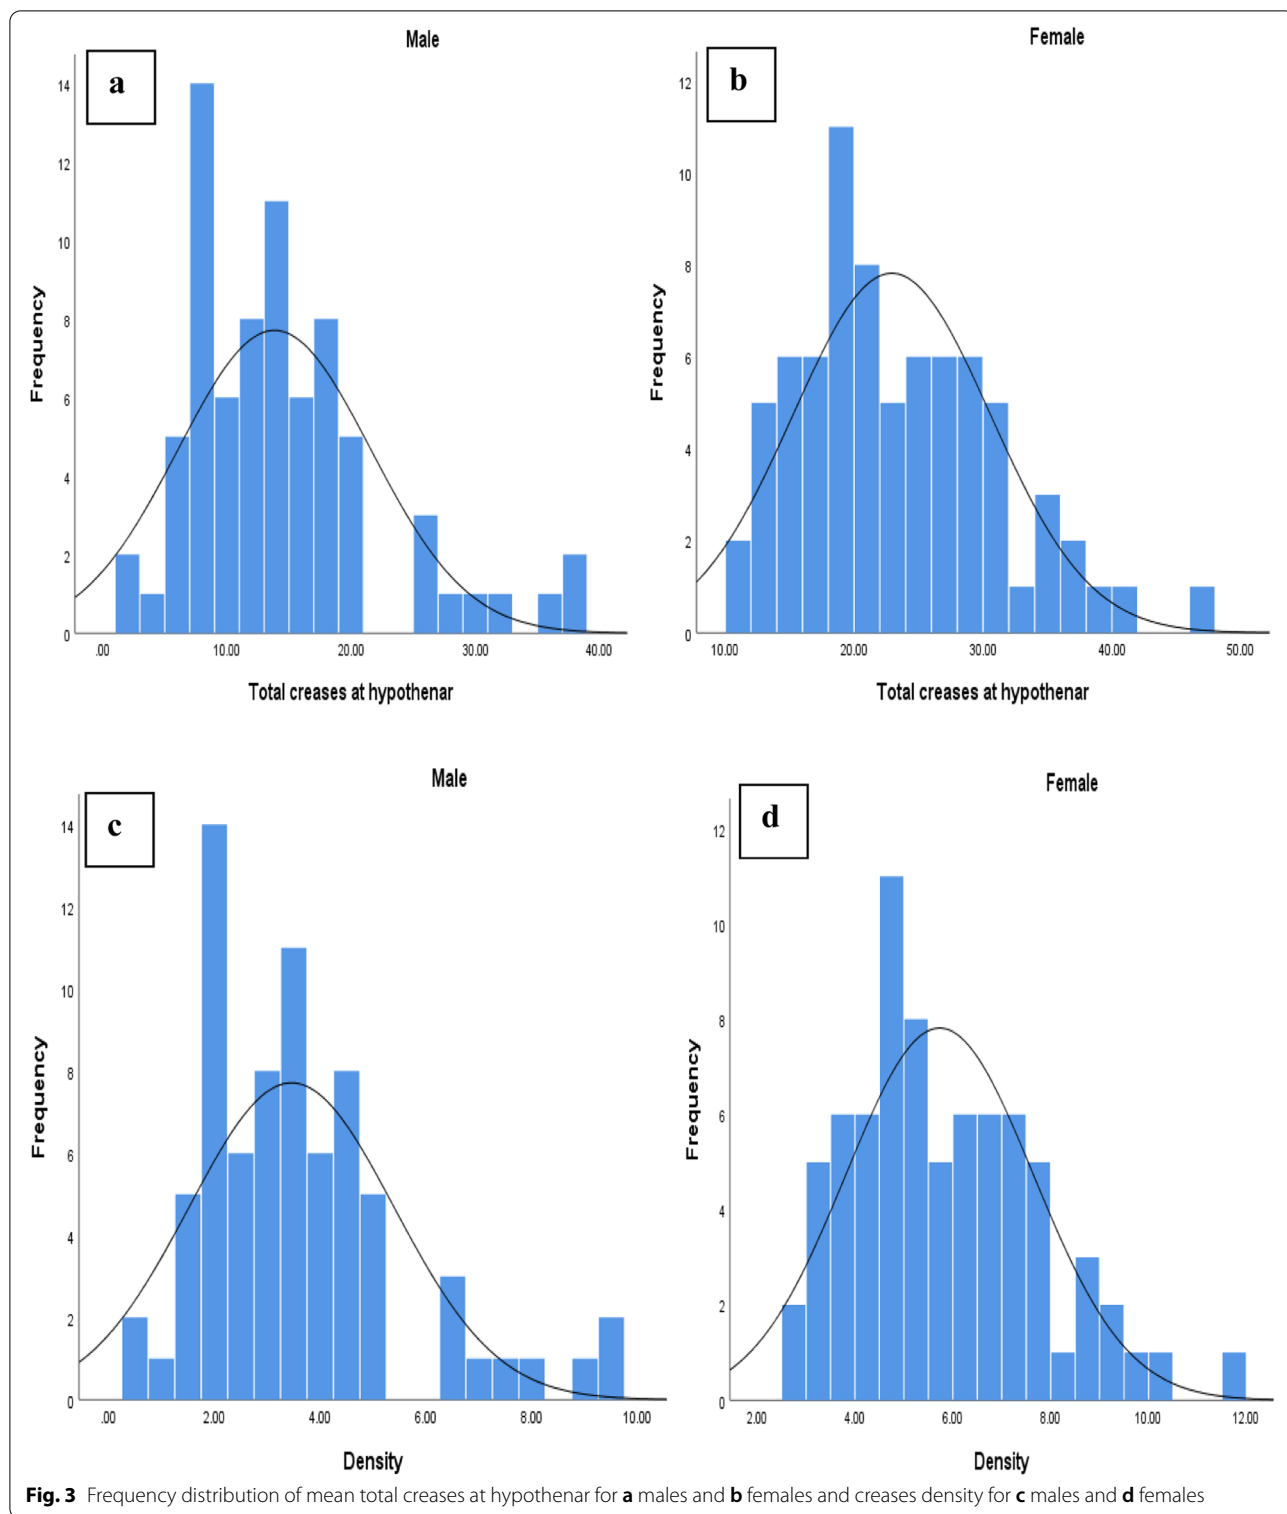 Male
a
14
12
10
8
6
4
2
0
Frequency
.00 10.00 20.00 30.00 40.00
Total creases at hypothenar
Female
b
12
10
8
6
4
2
0
Frequency
10.00 20.00 30.00 40.00 50.00
Total creases at hypothenar
Male
c
14
12
10
8
6
4
2
0
Frequency
.00 2.00 4.00 6.00 8.00 10.00
Density
Female
d
12
10
8
6
4
2
0
Frequency
2.00 4.00 6.00 8.00 10.00 12.00
Density
Fig. 3 Frequency distribution of mean total creases at hypothenar for a males and b females and creases density for c males and d females